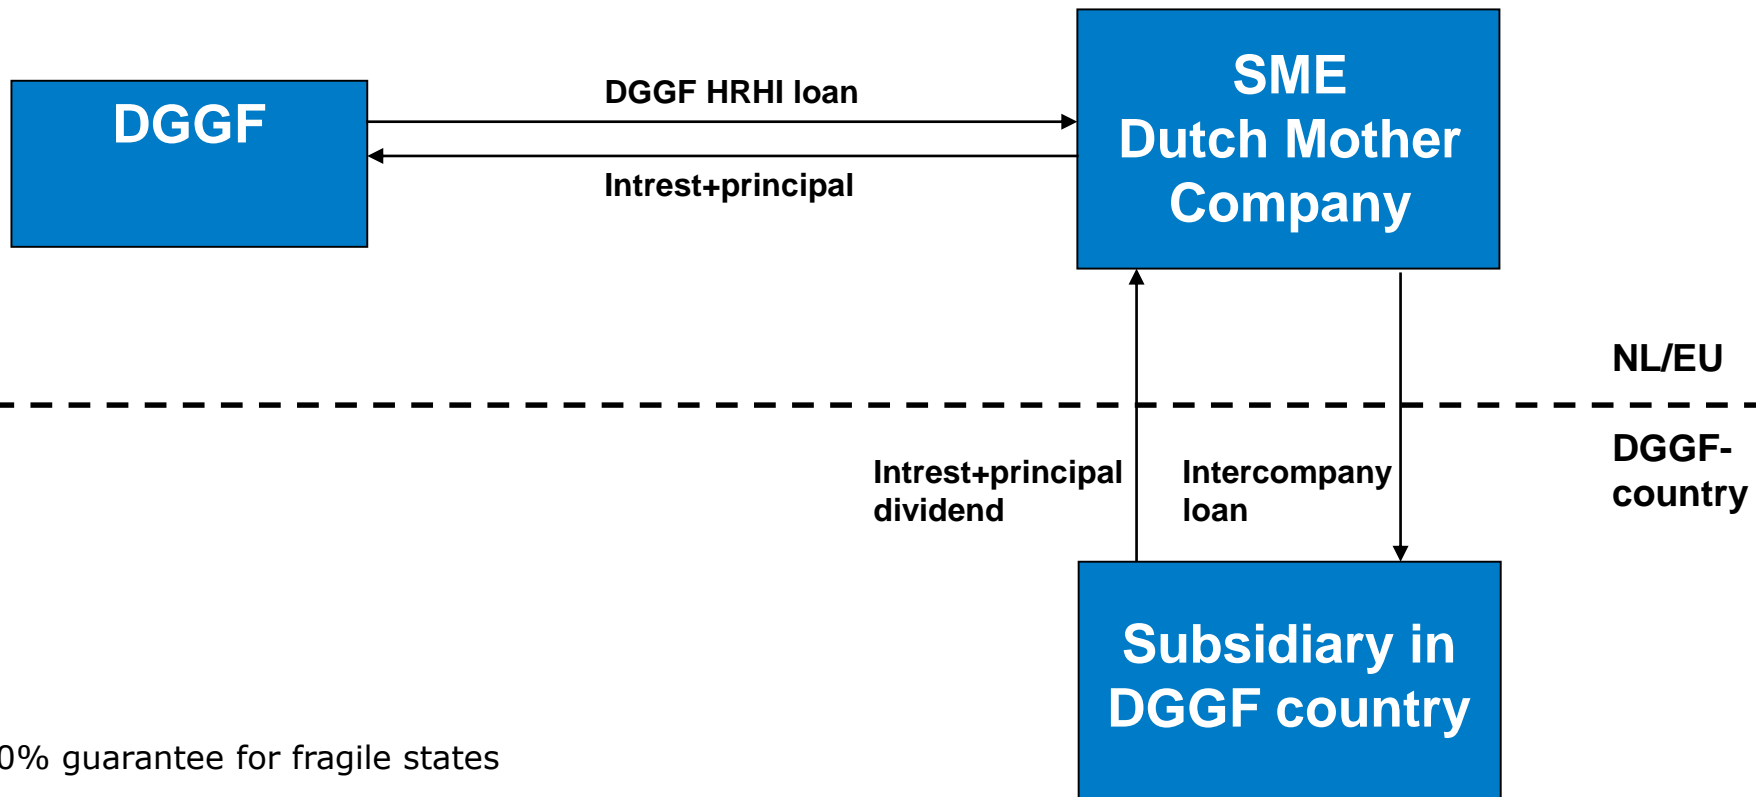 DGGF
DGGF HRHI loan
Intrest+principal
SME
Dutch Mother
Company
NL/EU
DGGF-
country
Intrest+principal
dividend
Intercompany
loan
Subsidiary in
DGGF country
0% guarantee for fragile states